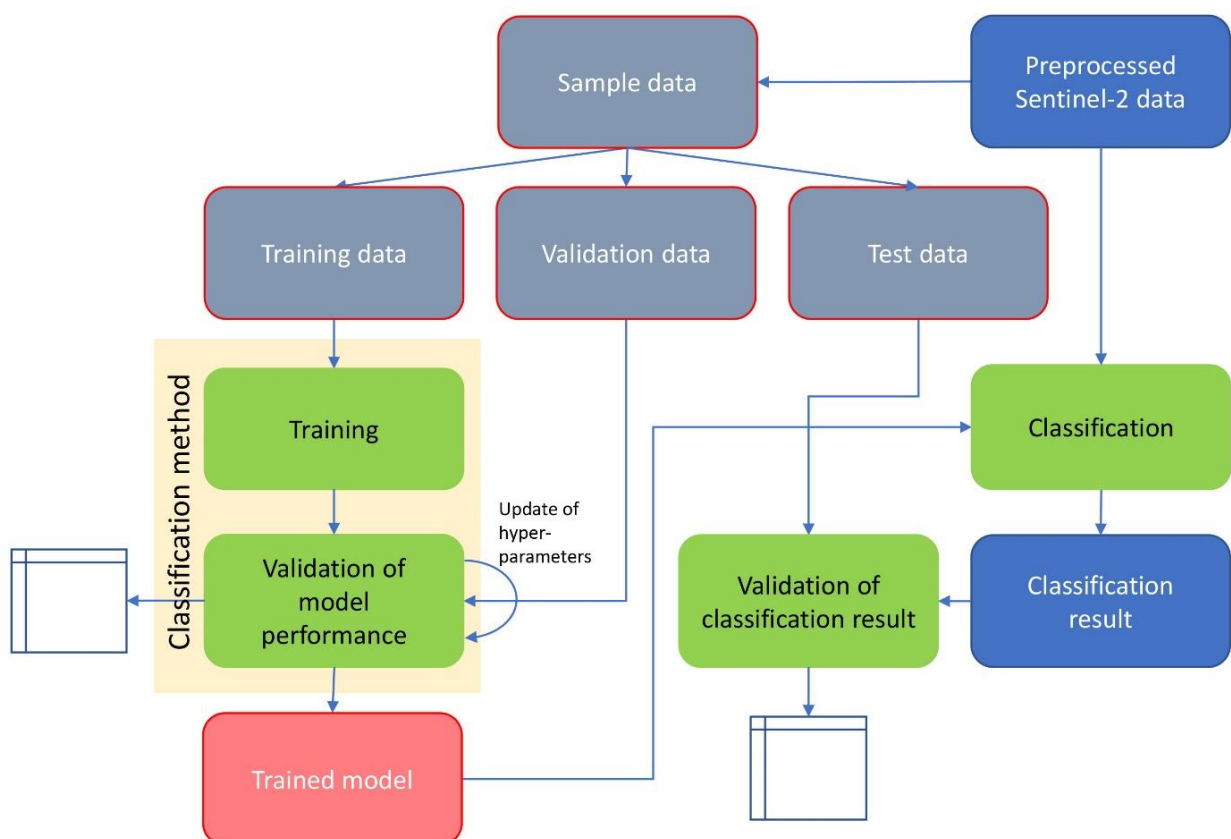 Sample data
Preprocessed
Sentinel-2 data
Training data
Validation data
Test data
Classification method
Training
Classification
Update of
hyper-
parameters
Validation of
model
performance
Validation of
classification result
Classification
result
Trained model